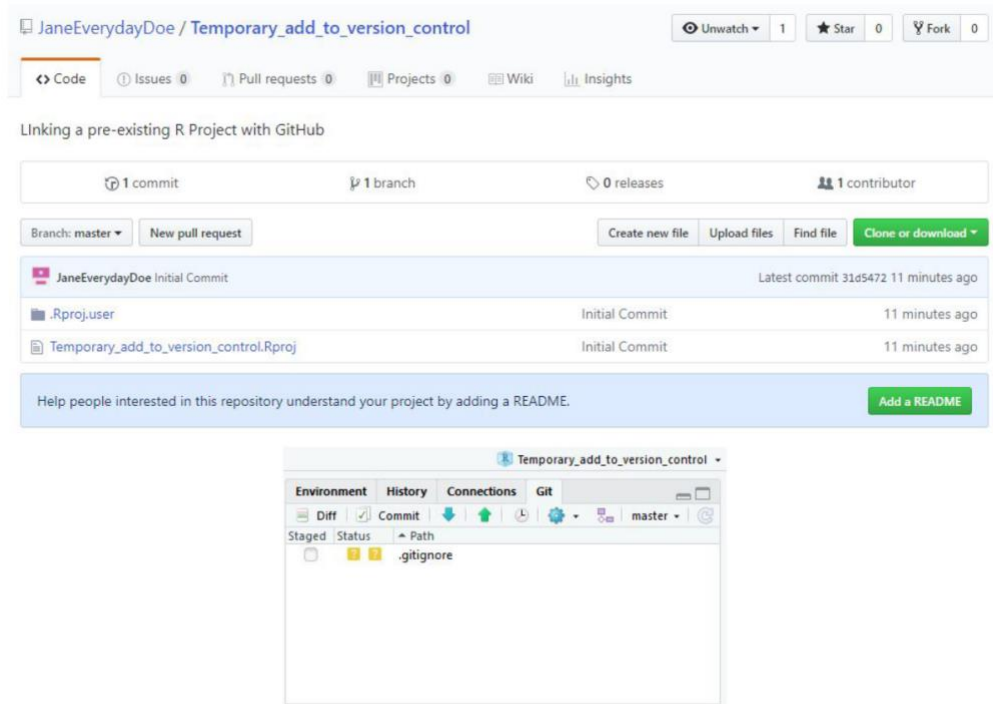 JaneEverydayDoe / Temporary_add_to_version_control
Unwatch 1 Star 0 Fork 0
Code Issues 0 Pull requests 0 Projects 0 Wiki Insights
LInking a pre-existing R Project with GitHub
1 commit 1 branch 0 releases 1 contributor
Branch: master New pull request Create new file Upload files Find file Clone or download
JaneEverydayDoe Initial Commit Latest commit 31d5472 11 minutes ago
.Rproj.user Initial Commit 11 minutes ago
Temporary_add_to_version_control.Rproj Initial Commit 11 minutes ago
Help people interested in this repository understand your project by adding a README. Add a README
Temporary_add_to_version_control
Environment History Connections Git
Diff Commit master
Staged Status Path
? ? .gitignore